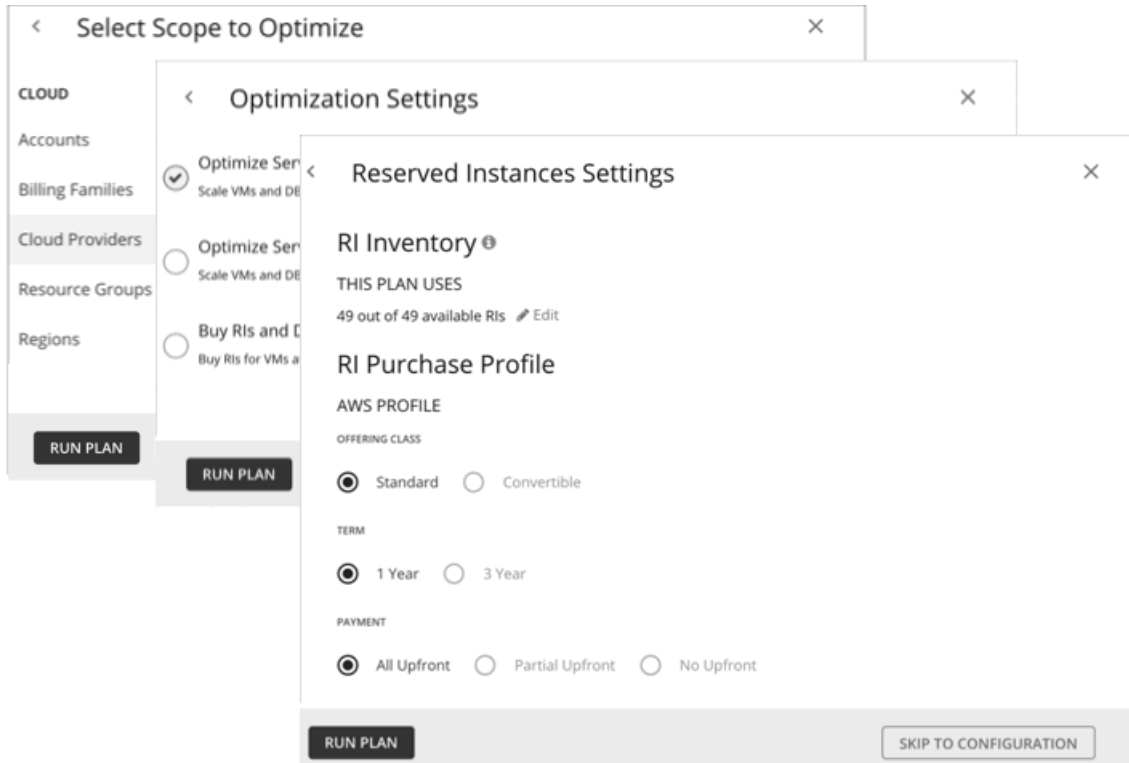 Select Scope to Optimize
CLOUD
Accounts
Billing Families
Cloud Providers
Resource Groups
Regions
RUN PLAN
Optimization Settings
Optimize Ser
Scale VMs and DB
Optimize Ser
Scale VMs and DB
Buy RIs and D
Buy RIs for VMs a
RUN PLAN
Reserved Instances Settings
RI Inventory
THIS PLAN USES
49 out of 49 available RIs Edit
RI Purchase Profile
AWS PROFILE
OFFERING CLASS
Standard Convertible
TERM
1 Year 3 Year
PAYMENT
All Upfront Partial Upfront No Upfront
RUN PLAN SKIP TO CONFIGURATION